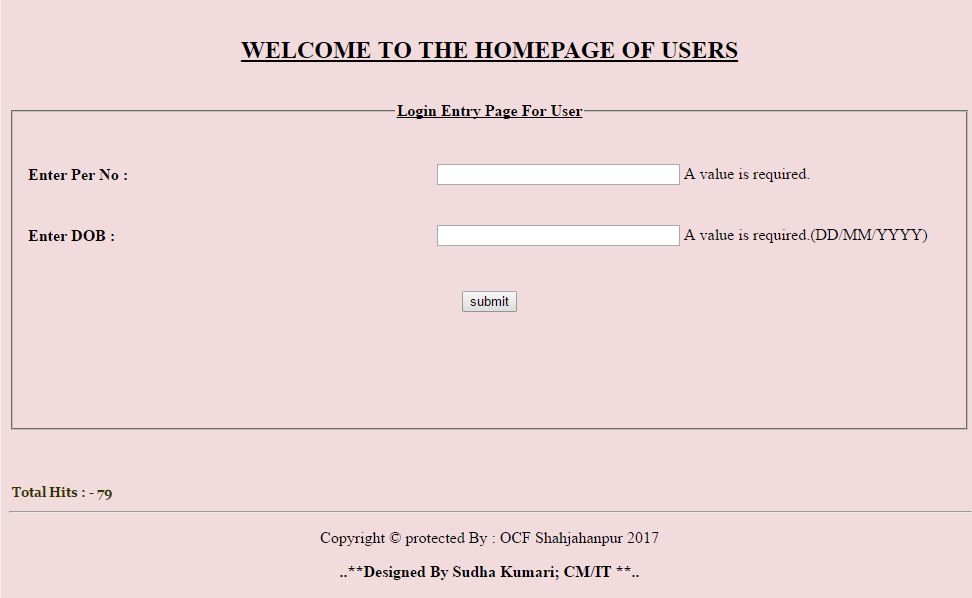 WELCOME TO THE HOMEPAGE OF USERS
Login Entry Page For User
Enter Per No : A value is required.
Enter DOB : A value is required.(DD/MM/YYYY)
submit
Total Hits : - 79
Copyright © protected By : OCF Shahjahanpur 2017
..**Designed By Sudha Kumari; CM/IT **..